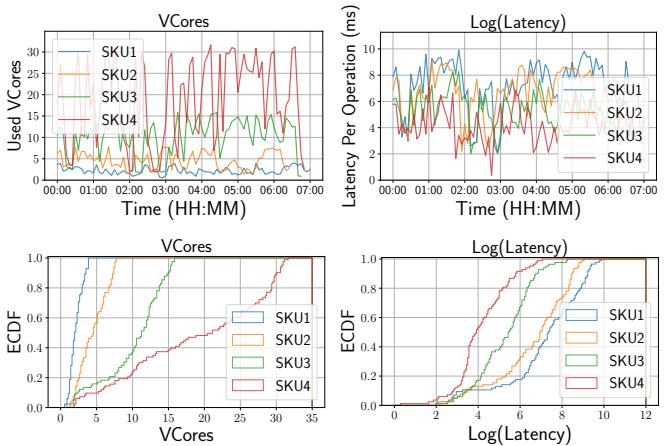 VCores
Used VCores
30
25
20
15
10
5
0
SKU1
SKU2
SKU3
SKU4
00:00 01:00 02:00 03:00 04:00 05:00 06:00 07:00
Time (HH:MM)
Log(Latency)
Latency Per Operation (ms)
10
8
6
4
2
0
SKU1
SKU2
SKU3
SKU4
00:00 01:00 02:00 03:00 04:00 05:00 06:00 07:00
Time (HH:MM)
VCores
ECDF
1.0
0.8
0.6
0.4
0.2
0.0
SKU1
SKU2
SKU3
SKU4
0 5 10 15 20 25 30 35
VCores
Log(Latency)
ECDF
1.0
0.8
0.6
0.4
0.2
0.0
SKU1
SKU2
SKU3
SKU4
0 2 4 6 8 10 12
Log(Latency)